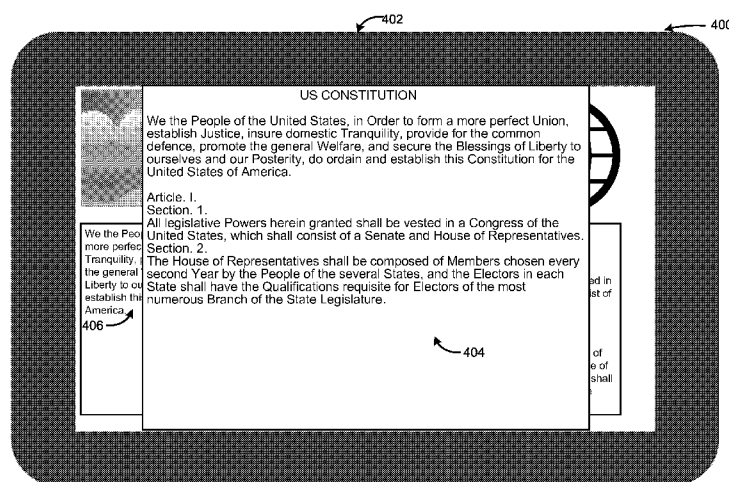 402
400
US CONSTITUTION
We the People of the United States, in Order to form a more perfect Union,
establish Justice, insure domestic Tranquility, provide for the common
defence, promote the general Welfare, and secure the Blessings of Liberty to
ourselves and our Posterity, do ordain and establish this Constitution for the
United States of America.
Article. I.
Section. 1.
All legislative Powers herein granted shall be vested in a Congress of the
United States, which shall consist of a Senate and House of Representatives.
Section. 2.
The House of Representatives shall be composed of Members chosen every
second Year by the People of the several States, and the Electors in each
State shall have the Qualifications requisite for Electors of the most
numerous Branch of the State Legislature.
404
We the
more perfec
Tranquility,
the general
Liberty to ou
establish thi
America.
406
ed in
ist of
of
e of
shall